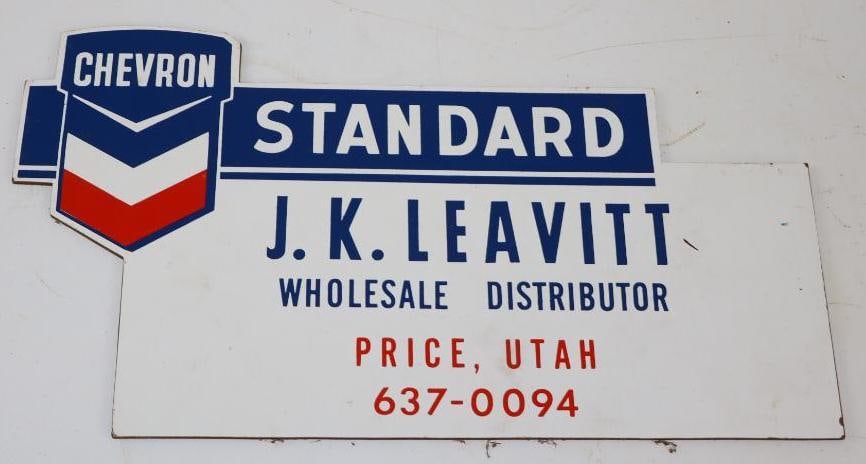 CHEVRON
STANDARD
J. K. LEAVITT
WHOLESALE DISTRIBUTOR
PRICE, UTAH
637-0094